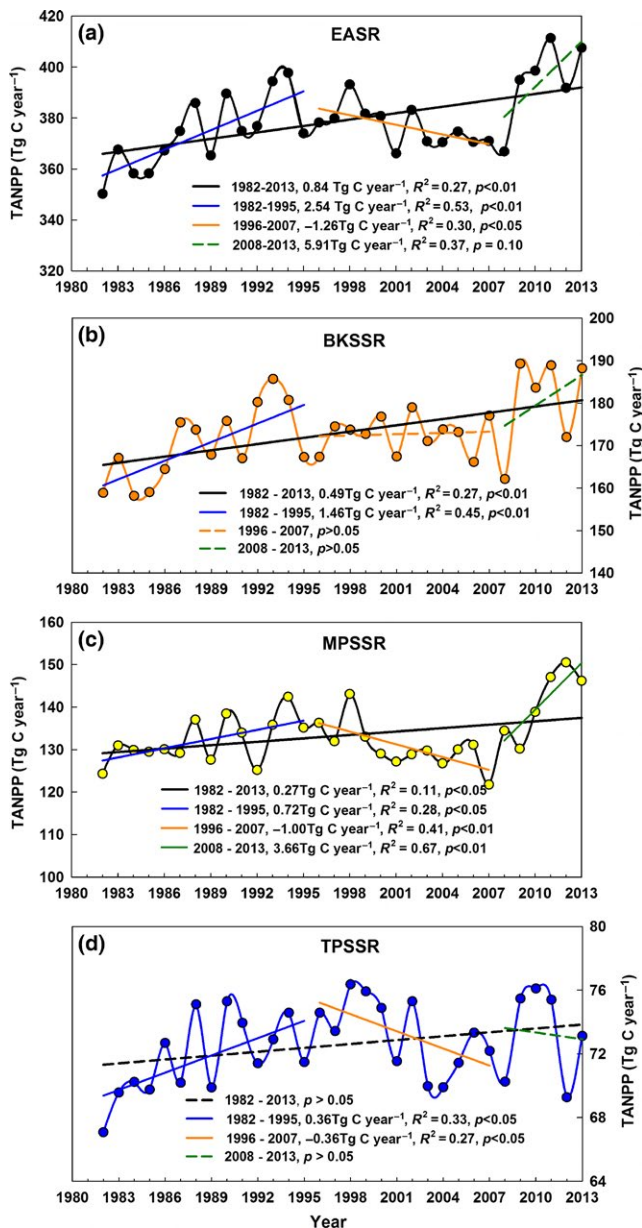 (a)
EASR
420
400
380
360
340
320
TANPP (Tg C year⁻¹)
1982-2013, 0.84 Tg C year⁻¹, R² = 0.27, p<0.01
1982-1995, 2.54 Tg C year⁻¹, R² = 0.53, p<0.01
1996-2007, −1.26Tg C year⁻¹, R² = 0.30, p<0.05
2008-2013, 5.91Tg C year⁻¹, R² = 0.37, p = 0.10
1980 1983 1986 1989 1992 1995 1998 2001 2004 2007 2010 2013
(b)
BKSSR
200
190
180
170
160
150
140
TANPP (Tg C year⁻¹)
1982 - 2013, 0.49Tg C year⁻¹, R² = 0.27, p<0.01
1982 - 1995, 1.46Tg C year⁻¹, R² = 0.45, p<0.01
1996 - 2007, p>0.05
2008 - 2013, p>0.05
1980 1983 1986 1989 1992 1995 1998 2001 2004 2007 2010 2013
(c)
MPSSR
160
150
140
130
120
110
100
TANPP (Tg C year⁻¹)
1982 - 2013, 0.27Tg C year⁻¹, R² = 0.11, p<0.05
1982 - 1995, 0.72Tg C year⁻¹, R² = 0.28, p<0.05
1996 - 2007, −1.00Tg C year⁻¹, R² = 0.41, p<0.01
2008 - 2013, 3.66Tg C year⁻¹, R² = 0.67, p<0.01
1980 1983 1986 1989 1992 1995 1998 2001 2004 2007 2010 2013
(d)
TPSSR
80
76
72
68
64
TANPP (Tg C year⁻¹)
1982 - 2013, p > 0.05
1982 - 1995, 0.36Tg C year⁻¹, R² = 0.33, p<0.05
1996 - 2007, −0.36Tg C year⁻¹, R² = 0.27, p<0.05
2008 - 2013, p > 0.05
1980 1983 1986 1989 1992 1995 1998 2001 2004 2007 2010 2013
Year